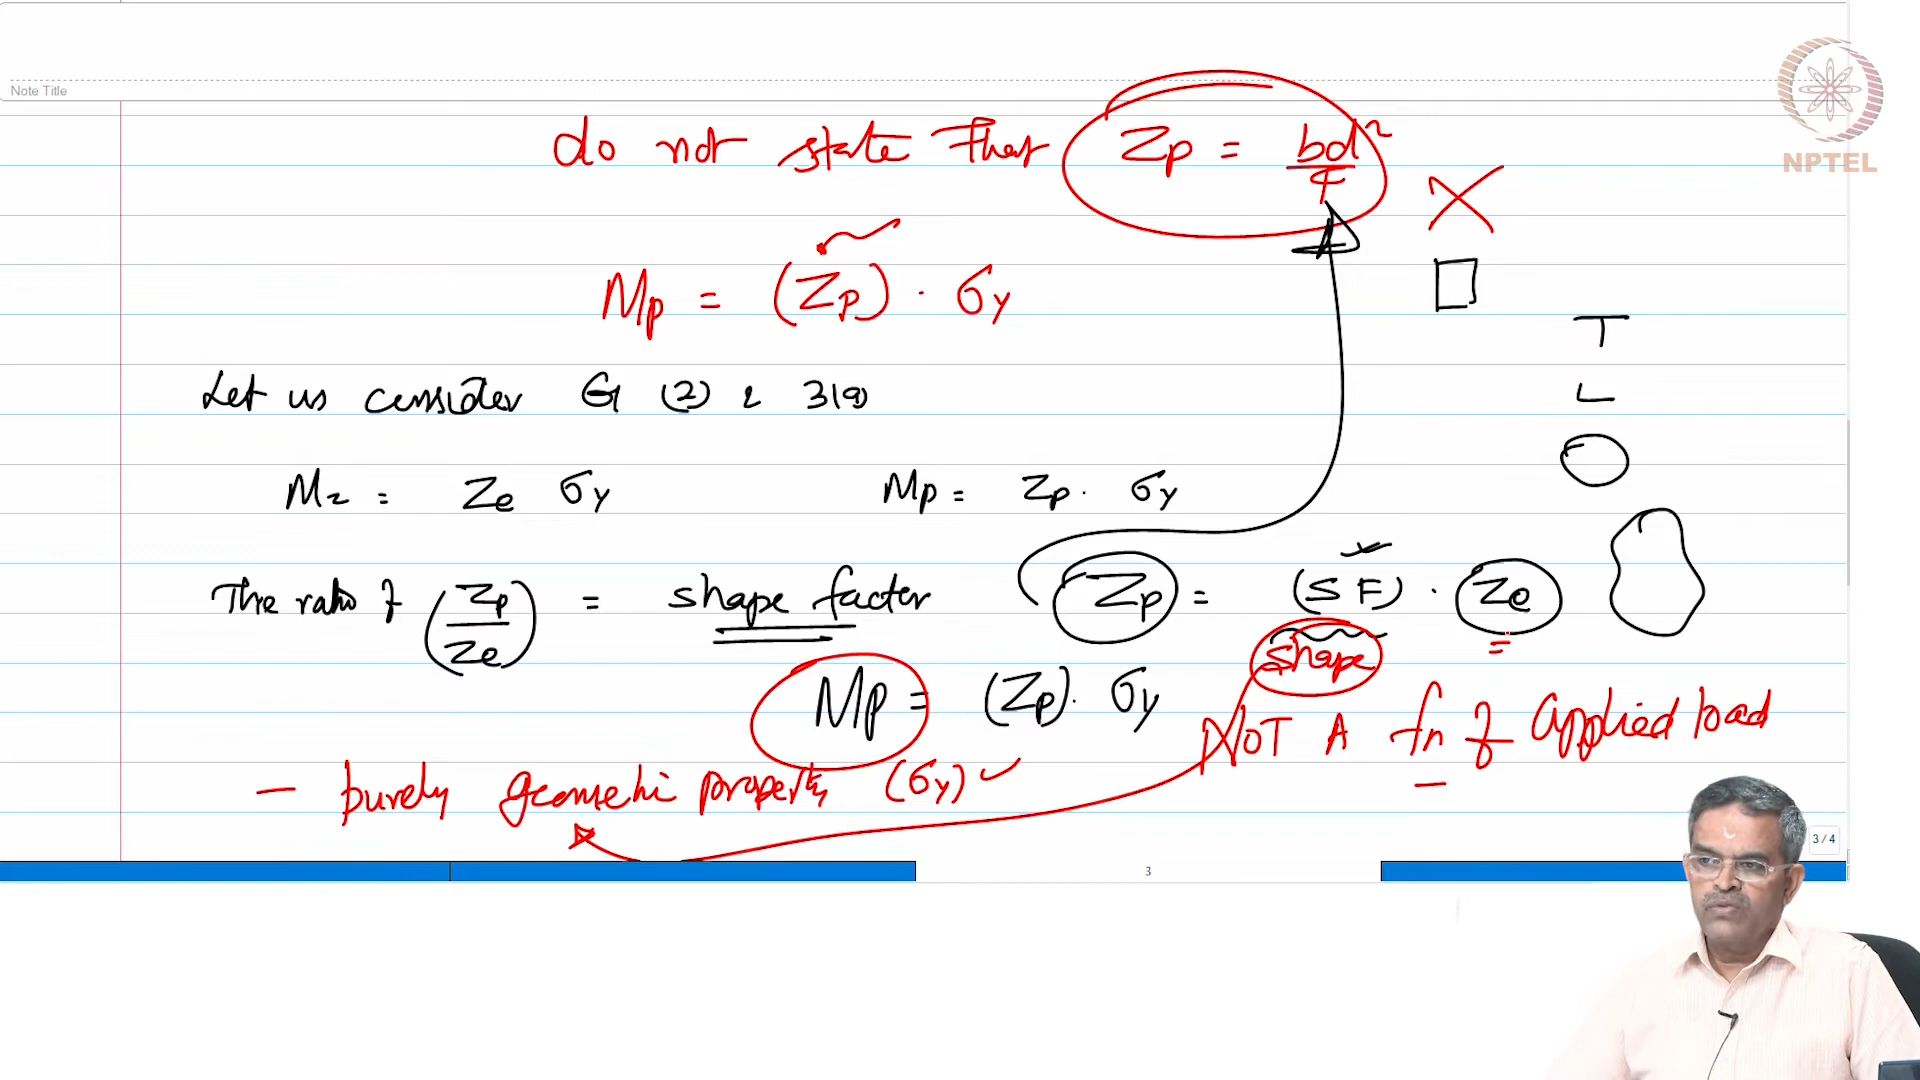 Note Title
NPTEL
do not state that Zp = bd²/4
Mp = (Zp) · σy
Let us consider Eq (2) & 3(a)
M2 = Ze σy Mp = Zp · σy
The ratio of (Zp/Ze) = shape factor Zp = (SF) · Ze
shape
Mp = (Zp) · σy
NOT A fn of applied load
- purely geometric property (σy)
3/4
3